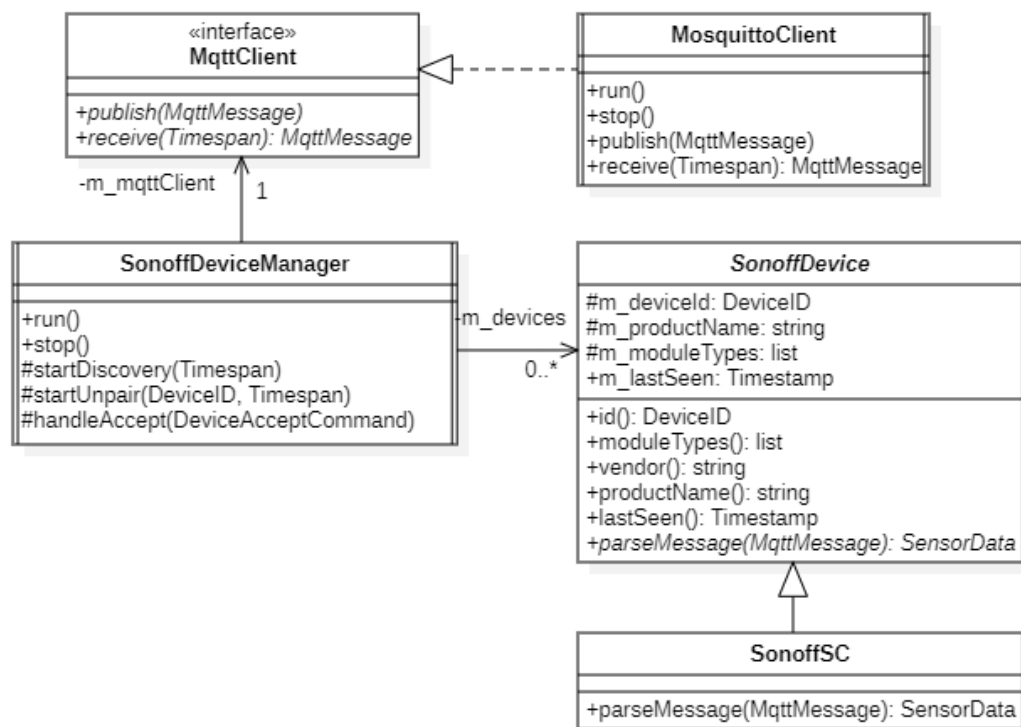 «interface»
MqttClient
+publish(MqttMessage)
+receive(Timespan): MqttMessage
MosquittoClient
+run()
+stop()
+publish(MqttMessage)
+receive(Timespan): MqttMessage
-m_mqttClient
1
SonoffDeviceManager
+run()
+stop()
#startDiscovery(Timespan)
#startUnpair(DeviceID, Timespan)
#handleAccept(DeviceAcceptCommand)
-m_devices
0..*
SonoffDevice
#m_deviceId: DeviceID
#m_productName: string
#m_moduleTypes: list
+m_lastSeen: Timestamp
+id(): DeviceID
+moduleTypes(): list
+vendor(): string
+productName(): string
+lastSeen(): Timestamp
+parseMessage(MqttMessage): SensorData
SonoffSC
+parseMessage(MqttMessage): SensorData